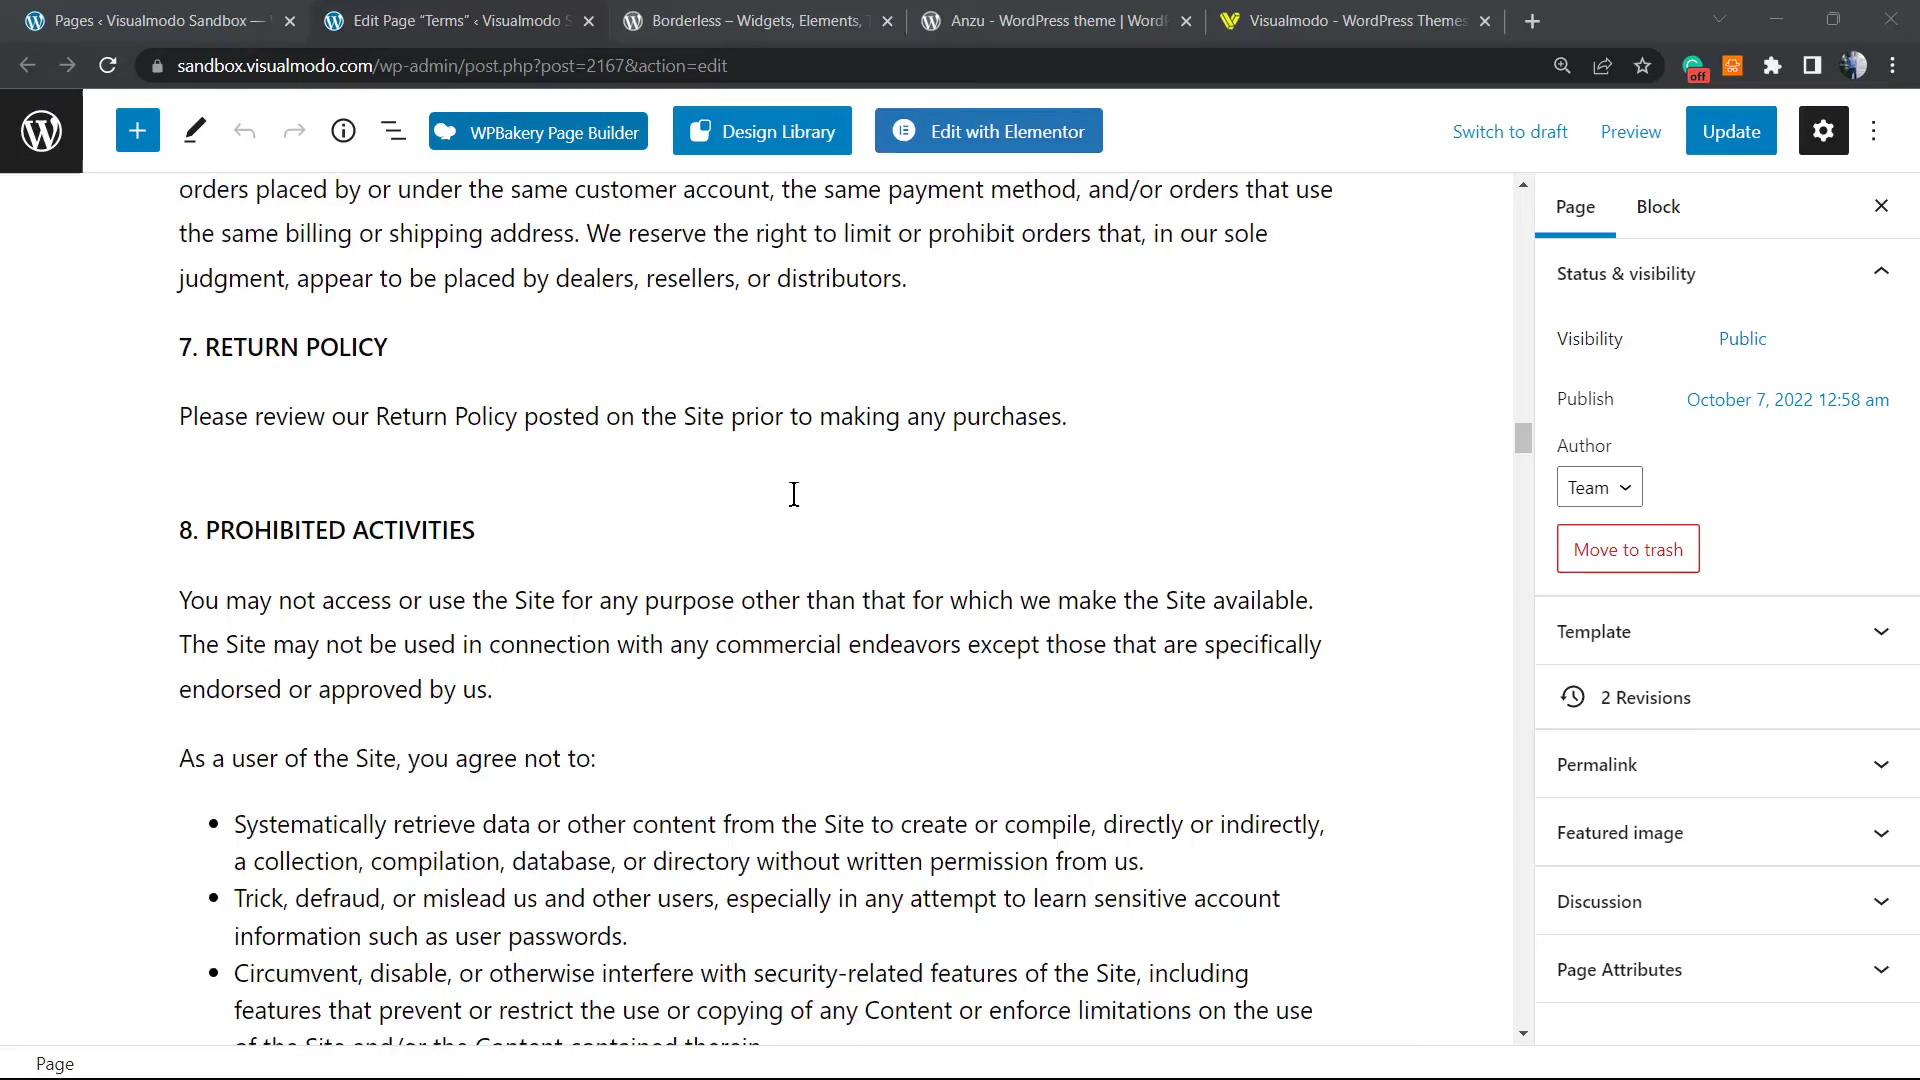 Pages ‹ Visualmodo Sandbox —
Edit Page “Terms” ‹ Visualmodo S
Borderless – Widgets, Elements, T
Anzu - WordPress theme | Word
Visualmodo - WordPress Themes
sandbox.visualmodo.com/wp-admin/post.php?post=2167&action=edit
off
WPBakery Page Builder
Design Library
Edit with Elementor
Switch to draft
Preview
Update
orders placed by or under the same customer account, the same payment method, and/or orders that use
the same billing or shipping address. We reserve the right to limit or prohibit orders that, in our sole
judgment, appear to be placed by dealers, resellers, or distributors.
7. RETURN POLICY
Please review our Return Policy posted on the Site prior to making any purchases.
8. PROHIBITED ACTIVITIES
You may not access or use the Site for any purpose other than that for which we make the Site available.
The Site may not be used in connection with any commercial endeavors except those that are specifically
endorsed or approved by us.
As a user of the Site, you agree not to:
• Systematically retrieve data or other content from the Site to create or compile, directly or indirectly,
a collection, compilation, database, or directory without written permission from us.
• Trick, defraud, or mislead us and other users, especially in any attempt to learn sensitive account
information such as user passwords.
• Circumvent, disable, or otherwise interfere with security-related features of the Site, including
features that prevent or restrict the use or copying of any Content or enforce limitations on the use
of the Site and/or the Content contained therein.
Page
Block
Status & visibility
Visibility
Public
Publish
October 7, 2022 12:58 am
Author
Team
Move to trash
Template
2 Revisions
Permalink
Featured image
Discussion
Page Attributes
Page